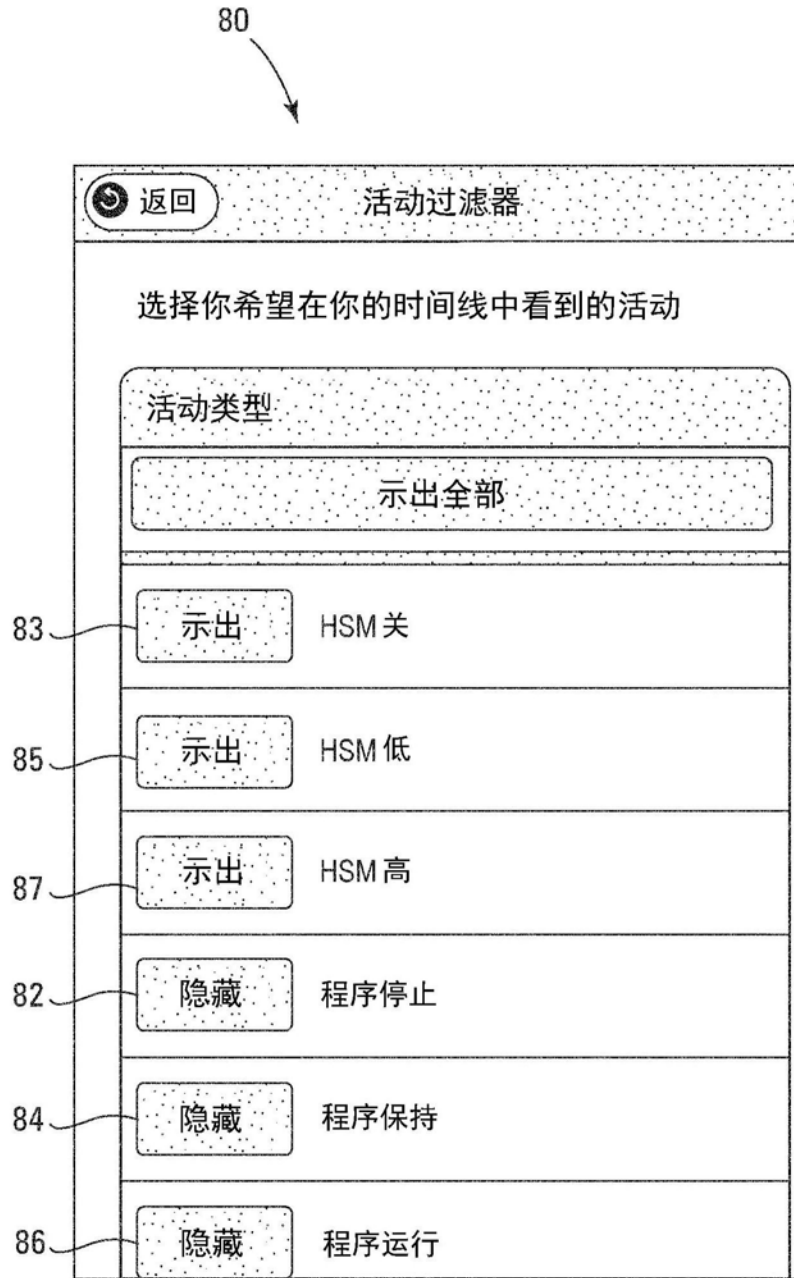 80
返回 活动过滤器
选择你希望在你的时间线中看到的活动
活动类型
示出全部
83 示出 HSM关
85 示出 HSM低
87 示出 HSM高
82 隐藏 程序停止
84 隐藏 程序保持
86 隐藏 程序运行